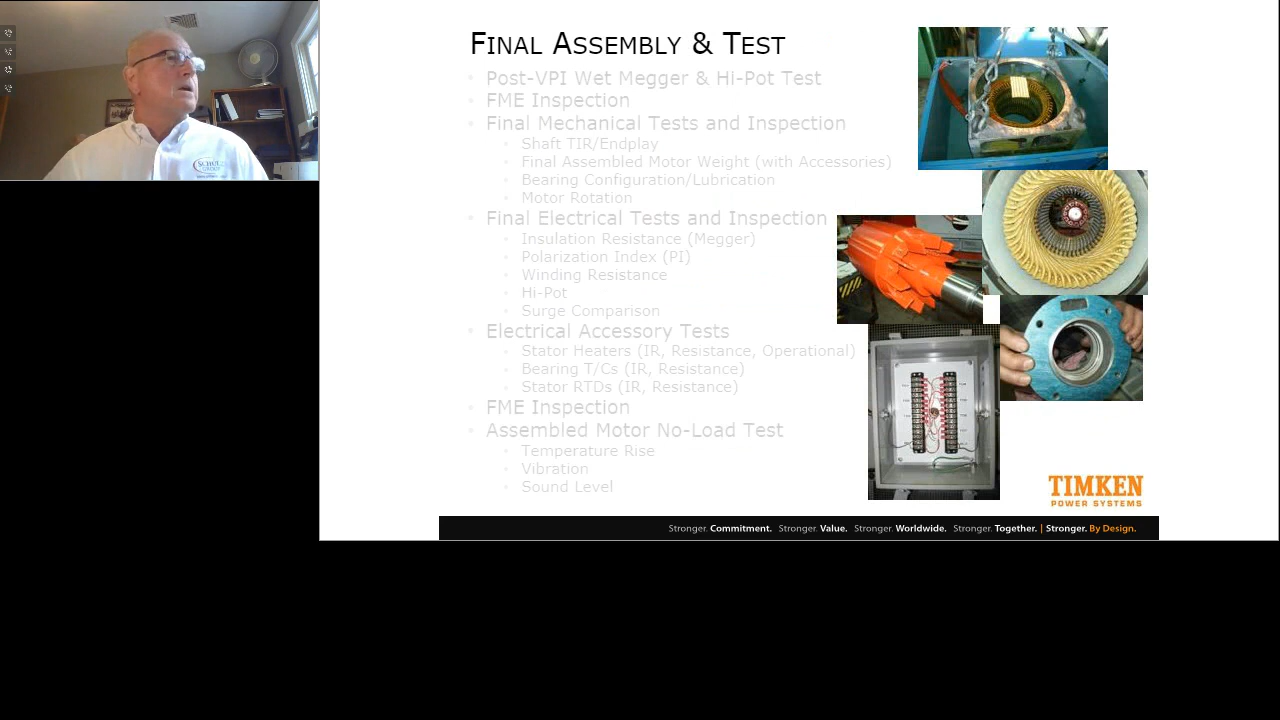 FINAL ASSEMBLY & TEST
Post-VPI Wet Megger & Hi-Pot Test
FME Inspection
Final Mechanical Tests and Inspection
Shaft TIR/Endplay
Final Assembled Motor Weight (with Accessories)
Bearing Configuration/Lubrication
Motor Rotation
Final Electrical Tests and Inspection
Insulation Resistance (Megger)
Polarization Index (PI)
Winding Resistance
Hi-Pot
Surge Comparison
Electrical Accessory Tests
Stator Heaters (IR, Resistance, Operational)
Bearing T/Cs (IR, Resistance)
Stator RTDs (IR, Resistance)
FME Inspection
Assembled Motor No-Load Test
Temperature Rise
Vibration
Sound Level
TIMKEN
POWER SYSTEMS
Stronger. Commitment. Stronger. Value. Stronger. Worldwide. Stronger. Together. | Stronger. By Design.